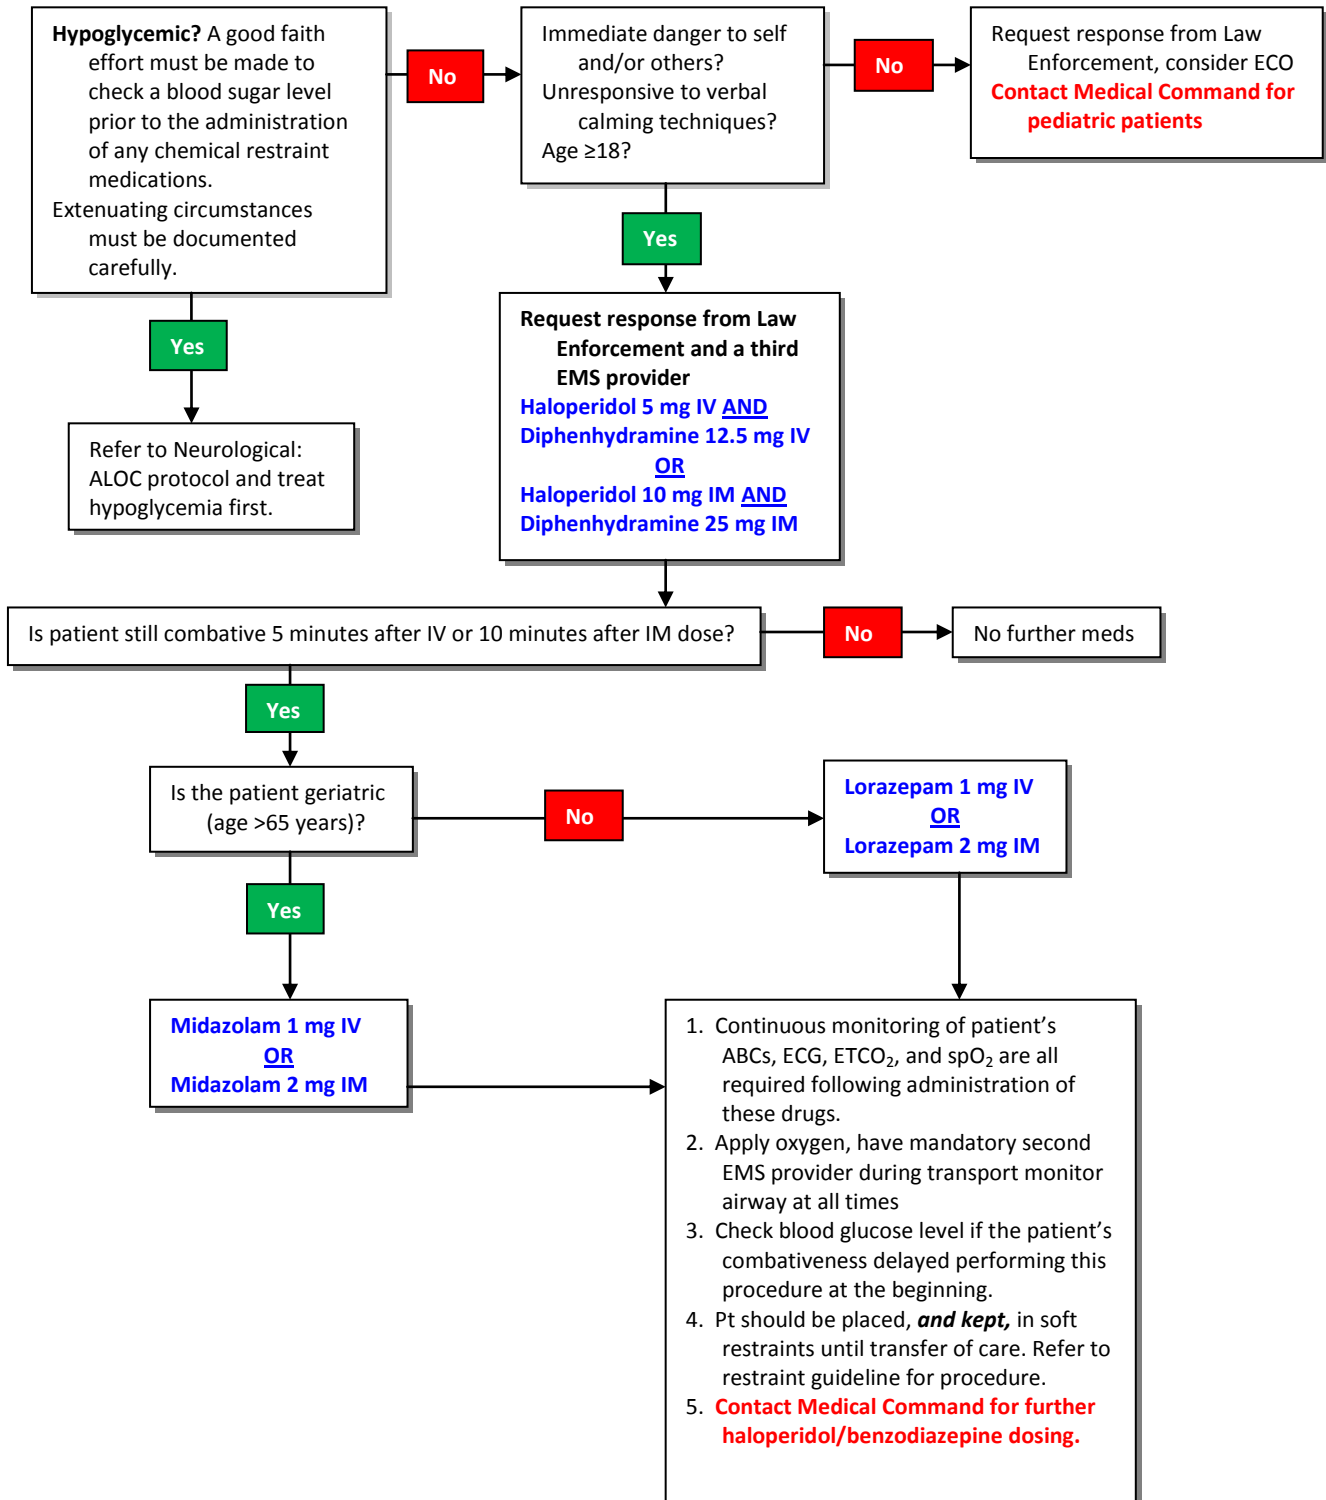 Hypoglycemic? A good faith
effort must be made to
check a blood sugar level
prior to the administration
of any chemical restraint
medications.
Extenuating circumstances
must be documented
carefully.
No
Immediate danger to self
and/or others?
Unresponsive to verbal
calming techniques?
Age ≥18?
No
Request response from Law
Enforcement, consider ECO
Contact Medical Command for
pediatric patients
Yes
Yes
Refer to Neurological:
ALOC protocol and treat
hypoglycemia first.
Request response from Law
Enforcement and a third
EMS provider
Haloperidol 5 mg IV AND
Diphenhydramine 12.5 mg IV
OR
Haloperidol 10 mg IM AND
Diphenhydramine 25 mg IM
Is patient still combative 5 minutes after IV or 10 minutes after IM dose?
No
No further meds
Yes
Is the patient geriatric
(age >65 years)?
No
Lorazepam 1 mg IV
OR
Lorazepam 2 mg IM
Yes
Midazolam 1 mg IV
OR
Midazolam 2 mg IM
1. Continuous monitoring of patient’s
ABCs, ECG, ETCO₂, and spO₂ are all
required following administration of
these drugs.
2. Apply oxygen, have mandatory second
EMS provider during transport monitor
airway at all times
3. Check blood glucose level if the patient’s
combativeness delayed performing this
procedure at the beginning.
4. Pt should be placed, and kept, in soft
restraints until transfer of care. Refer to
restraint guideline for procedure.
5. Contact Medical Command for further
haloperidol/benzodiazepine dosing.